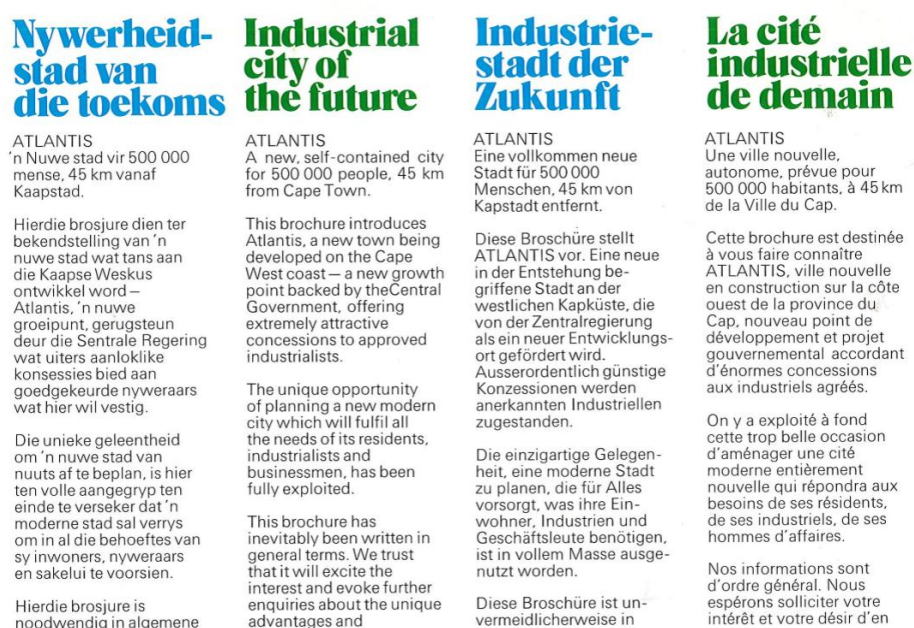 Nywerheid-
stad van
die toekoms
ATLANTIS
'n Nuwe stad vir 500 000
mense, 45 km vanaf
Kaapstad.
Hierdie brosjure dien ter
bekendstelling van 'n
nuwe stad wat tans aan
die Kaapse Weskus
ontwikkel word –
Atlantis, 'n nuwe
groeipunt, gerugsteun
deur die Sentrale Regering
wat uiters aanloklike
konsessies bied aan
goedgekeurde nyweraars
wat hier wil vestig.
Die unieke geleentheid
om 'n nuwe stad van
nuuts af te beplan, is hier
ten volle aangegryp ten
einde te verseker dat 'n
moderne stad sal verrys
om in al die behoeftes van
sy inwoners, nyweraars
en sakelui te voorsien.
Hierdie brosjure is
noodwendig in algemene
Industrial
city of
the future
ATLANTIS
A new, self-contained city
for 500 000 people, 45 km
from Cape Town.
This brochure introduces
Atlantis, a new town being
developed on the Cape
West coast – a new growth
point backed by theCentral
Government, offering
extremely attractive
concessions to approved
industrialists.
The unique opportunity
of planning a new modern
city which will fulfil all
the needs of its residents,
industrialists and
businessmen, has been
fully exploited.
This brochure has
inevitably been written in
general terms. We trust
that it will excite the
interest and evoke further
enquiries about the unique
advantages and
Industrie-
stadt der
Zukunft
ATLANTIS
Eine vollkommen neue
Stadt für 500 000
Menschen, 45 km von
Kapstadt entfernt.
Diese Broschüre stellt
ATLANTIS vor. Eine neue
in der Entstehung be-
griffene Stadt an der
westlichen Kapküste, die
von der Zentralregierung
als ein neuer Entwicklungs-
ort gefördert wird.
Ausserordentlich günstige
Konzessionen werden
anerkannten Industriellen
zugestanden.
Die einzigartige Gelegen-
heit, eine moderne Stadt
zu planen, die für Alles
vorsorgt, was ihre Ein-
wohner, Industrien und
Geschäftsleute benötigen,
ist in vollem Masse ausge-
nutzt worden.
Diese Broschüre ist un-
vermeidlicherweise in
La cité
industrielle
de demain
ATLANTIS
Une ville nouvelle,
autonome, prévue pour
500 000 habitants, à 45 km
de la Ville du Cap.
Cette brochure est destinée
à vous faire connaître
ATLANTIS, ville nouvelle
en construction sur la côte
ouest de la province du
Cap, nouveau point de
développement et projet
gouvernemental accordant
d'énormes concessions
aux industriels agréés.
On y a exploité à fond
cette trop belle occasion
d'aménager une cité
moderne entièrement
nouvelle qui répondra aux
besoins de ses résidents,
de ses industriels, de ses
hommes d'affaires.
Nos informations sont
d'ordre général. Nous
espérons solliciter votre
intérêt et votre désir d'en